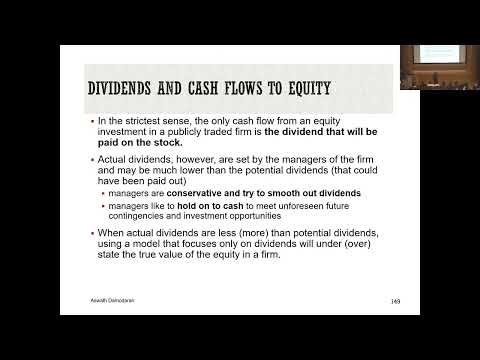 DIVIDENDS AND CASH FLOWS TO EQUITY
▪ In the strictest sense, the only cash flow from an equity
investment in a publicly traded firm is the dividend that will be
paid on the stock.
▪ Actual dividends, however, are set by the managers of the firm
and may be much lower than the potential dividends (that could
have been paid out)
▪ managers are conservative and try to smooth out dividends
▪ managers like to hold on to cash to meet unforeseen future
contingencies and investment opportunities
▪ When actual dividends are less (more) than potential dividends,
using a model that focuses only on dividends will under (over)
state the true value of the equity in a firm.
Aswath Damodaran
149